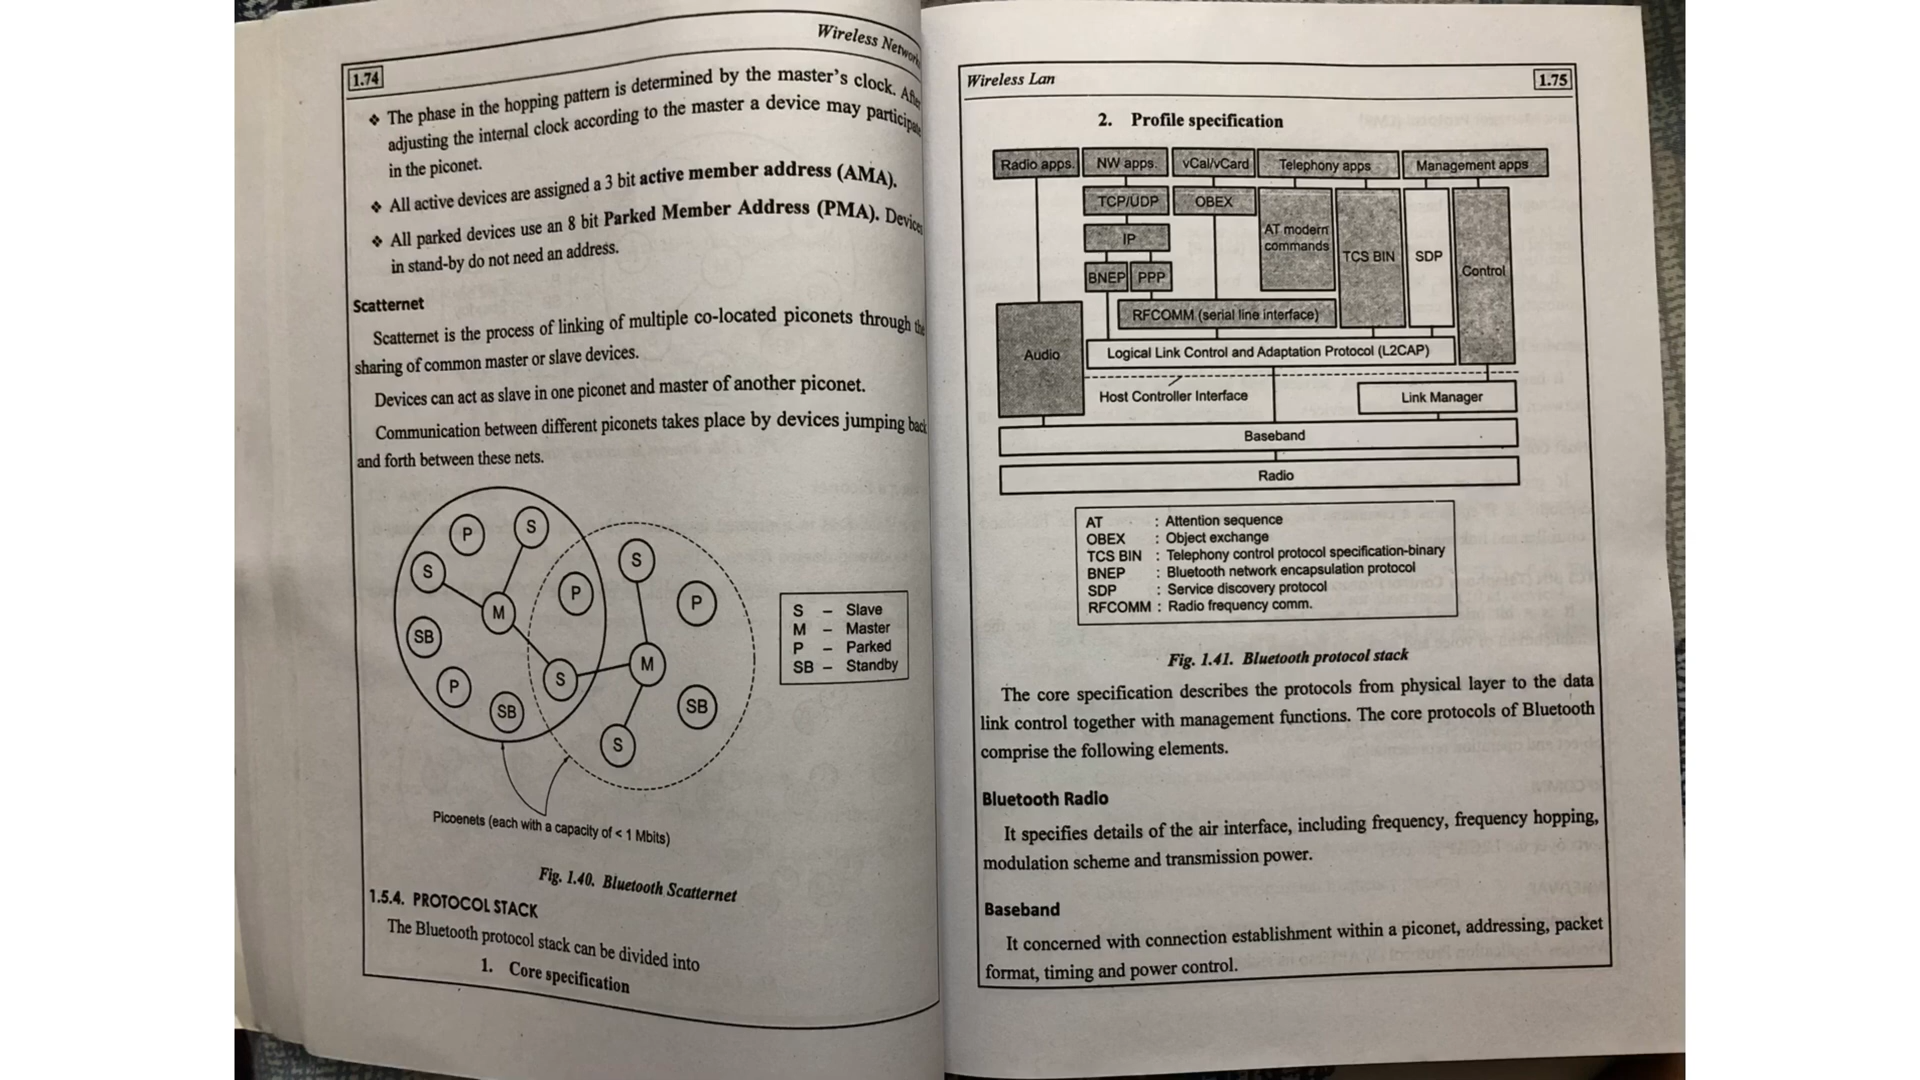 Wireless Network
1.74
❖ The phase in the hopping pattern is determined by the master's clock. After
adjusting the internal clock according to the master a device may participate
in the piconet.
❖ All active devices are assigned a 3 bit active member address (AMA).
❖ All parked devices use an 8 bit Parked Member Address (PMA). Devices
in stand-by do not need an address.
Scatternet
Scatternet is the process of linking of multiple co-located piconets through the
sharing of common master or slave devices.
Devices can act as slave in one piconet and master of another piconet.
Communication between different piconets takes place by devices jumping back
and forth between these nets.
P
S
S
M
P
SB
P
SB
S
S
P
M
SB
S
S – Slave
M – Master
P – Parked
SB – Standby
Picoenets (each with a capacity of < 1 Mbits)
Fig. 1.40. Bluetooth Scatternet
1.5.4. PROTOCOL STACK
The Bluetooth protocol stack can be divided into
1. Core specification
Wireless Lan
1.75
2. Profile specification
Radio apps. NW apps. vCal/vCard Telephony apps Management apps
TCP/UDP OBEX
IP
AT modern
commands
TCS BIN SDP
Control
BNEP PPP
RFCOMM (serial line interface)
Audio
Logical Link Control and Adaptation Protocol (L2CAP)
Host Controller Interface
Link Manager
Baseband
Radio
AT : Attention sequence
OBEX : Object exchange
TCS BIN : Telephony control protocol specification-binary
BNEP : Bluetooth network encapsulation protocol
SDP : Service discovery protocol
RFCOMM : Radio frequency comm.
Fig. 1.41. Bluetooth protocol stack
The core specification describes the protocols from physical layer to the data
link control together with management functions. The core protocols of Bluetooth
comprise the following elements.
Bluetooth Radio
It specifies details of the air interface, including frequency, frequency hopping,
modulation scheme and transmission power.
Baseband
It concerned with connection establishment within a piconet, addressing, packet
format, timing and power control.